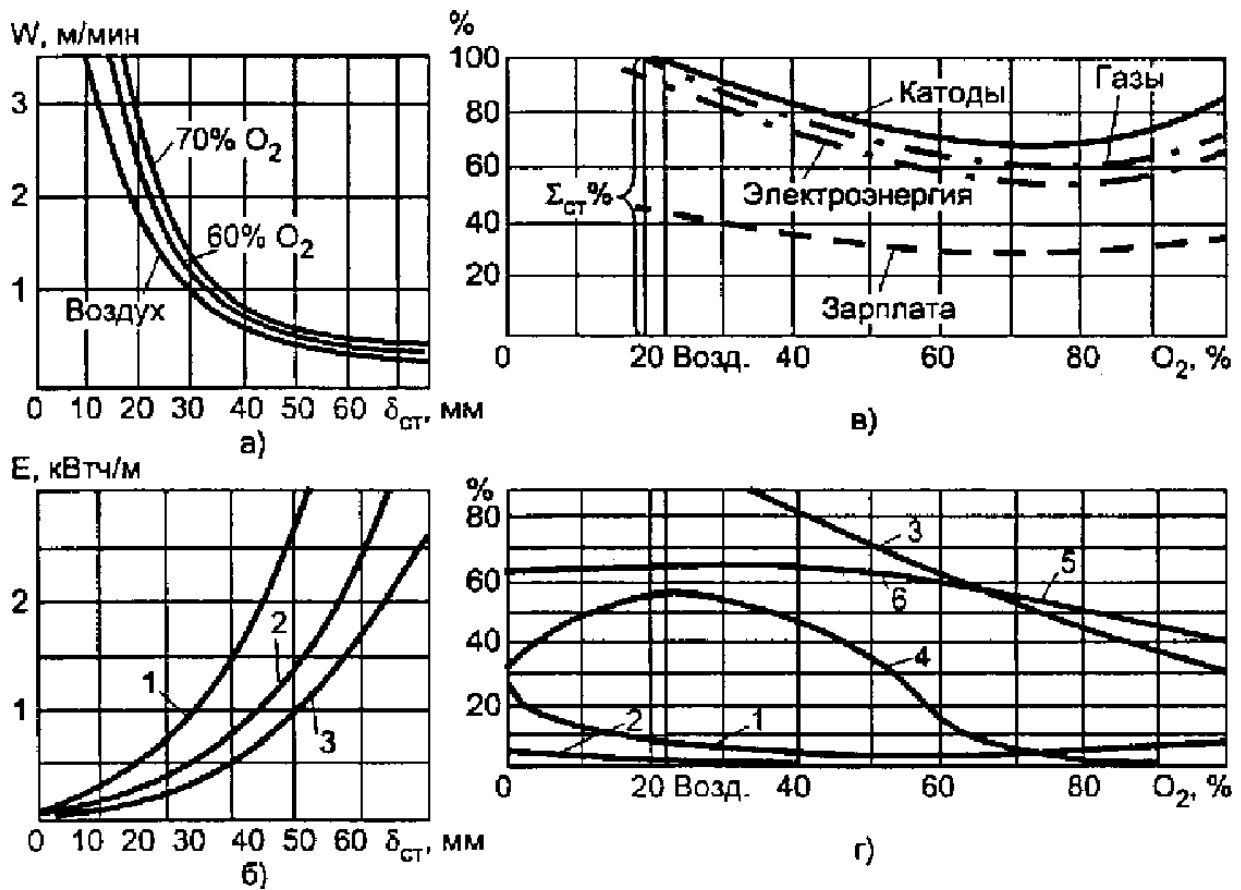 W, м/мин
3
2
1
70% O₂
60% O₂
Воздух
0 10 20 30 40 50 60 δст, мм
а)
%
100
80
60
40
20
Катоды
Газы
Электроэнергия
Σст%
Зарплата
0 20 Возд. 40 60 80 O₂, %
в)
E, кВтч/м
2
1
1
2
3
0 10 20 30 40 50 60 δст, мм
б)
%
80
60
40
20
3
5
6
4
2
1
0 20 Возд. 40 60 80 O₂, %
г)